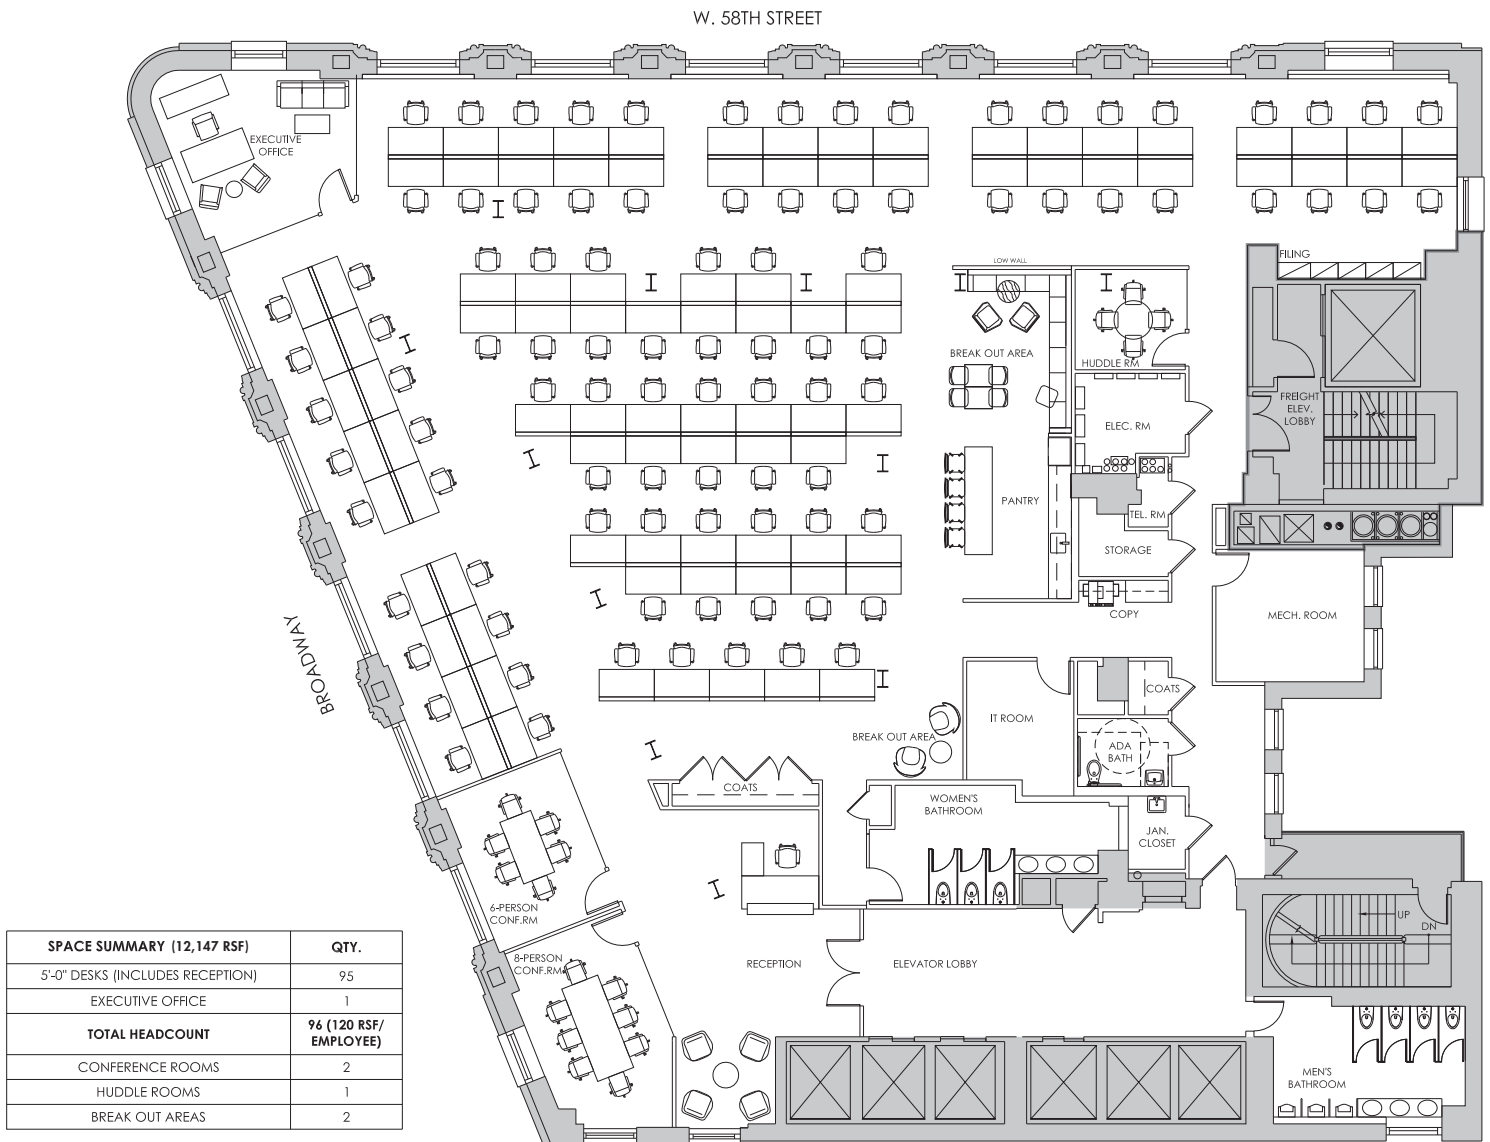 W. 58TH STREET
EXECUTIVE
OFFICE
LOW WALL
FILING
BREAK OUT AREA
HUDDLE RM
FREIGHT
ELEV.
LOBBY
ELEC. RM
PANTRY
TEL. RM
STORAGE
COPY
MECH. ROOM
BROADWAY
COATS
IT ROOM
BREAK OUT AREA
ADA
BATH
COATS
WOMEN'S
BATHROOM
JAN.
CLOSET
6-PERSON
CONF.RM
UP
DN
8-PERSON
CONF.RM
RECEPTION
ELEVATOR LOBBY
MEN'S
BATHROOM
SPACE SUMMARY (12,147 RSF) QTY.
5'-0" DESKS (INCLUDES RECEPTION) 95
EXECUTIVE OFFICE 1
TOTAL HEADCOUNT 96 (120 RSF/
EMPLOYEE)
CONFERENCE ROOMS 2
HUDDLE ROOMS 1
BREAK OUT AREAS 2